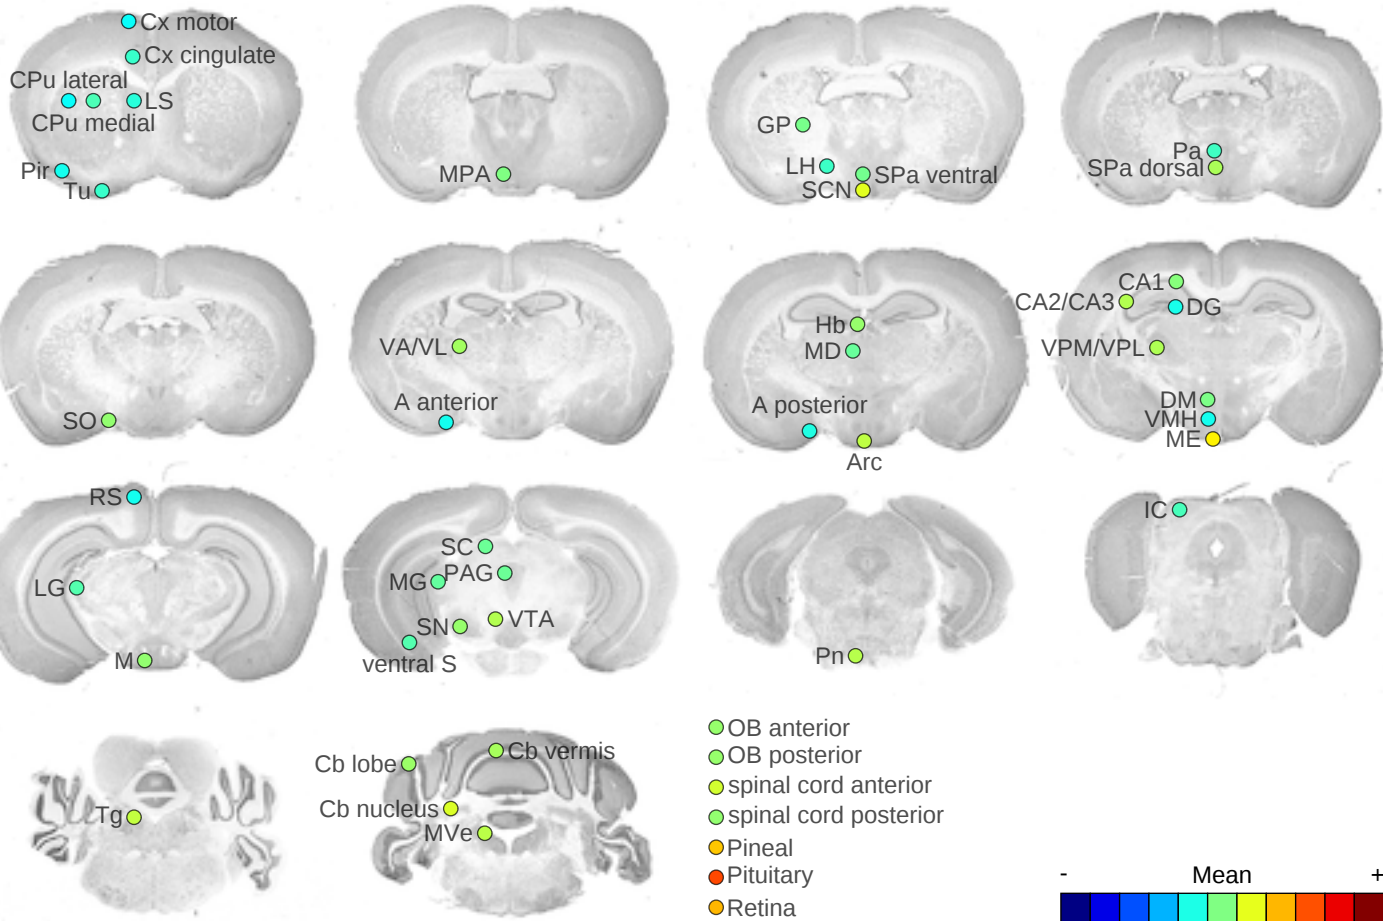 Cx motor
Cx cingulate
CPu lateral
LS
CPu medial
Pir
Tu
MPA
GP
LH
SPa ventral
SCN
Pa
SPa dorsal
SO
VA/VL
A anterior
Hb
MD
A posterior
Arc
CA1
CA2/CA3
DG
VPM/VPL
DM
VMH
ME
RS
LG
M
SC
PAG
MG
VTA
SN
ventral S
Pn
IC
Tg
Cb vermis
Cb lobe
Cb nucleus
MVe
OB anterior
OB posterior
spinal cord anterior
spinal cord posterior
Pineal
Pituitary
Retina
- Mean +